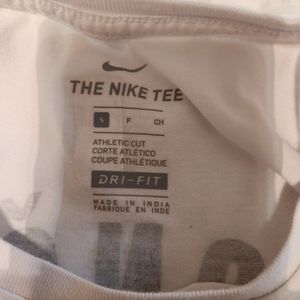 THE NIKE TEE
S P CH
ATHLETIC CUT
CORTE ATLÉTICO
COUPE ATHLÉTIQUE
DRI-FIT
MADE IN INDIA
FABRIQUÉ EN INDE